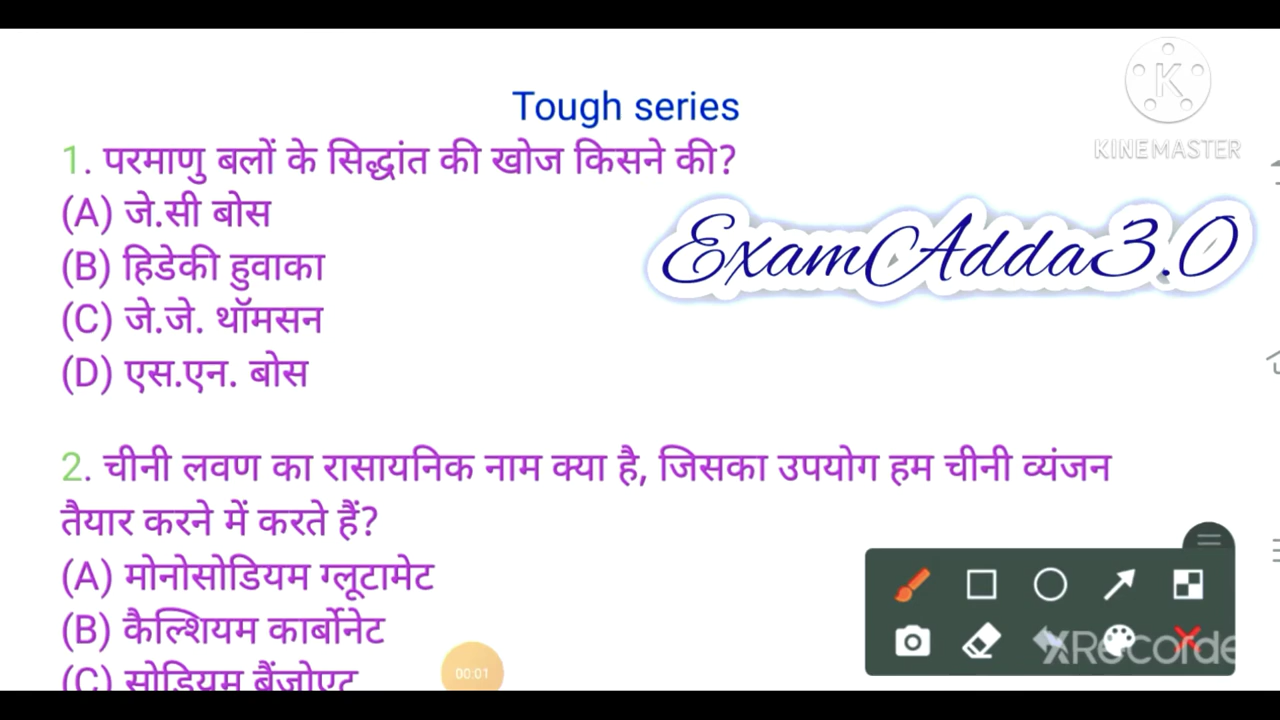 Tough series
KINEMASTER
1. परमाणु बलों के सिद्धांत की खोज किसने की?
(A) जे.सी बोस
ExamAdda3.0
(B) हिडेकी हुवाका
(C) जे.जे. थॉमसन
(D) एस.एन. बोस
2. चीनी लवण का रासायनिक नाम क्या है, जिसका उपयोग हम चीनी व्यंजन
तैयार करने में करते हैं?
(A) मोनोसोडियम ग्लूटामेट
(B) कैल्शियम कार्बोनेट
(C) सोडियम बैंजोएट
00:01
XRecorde